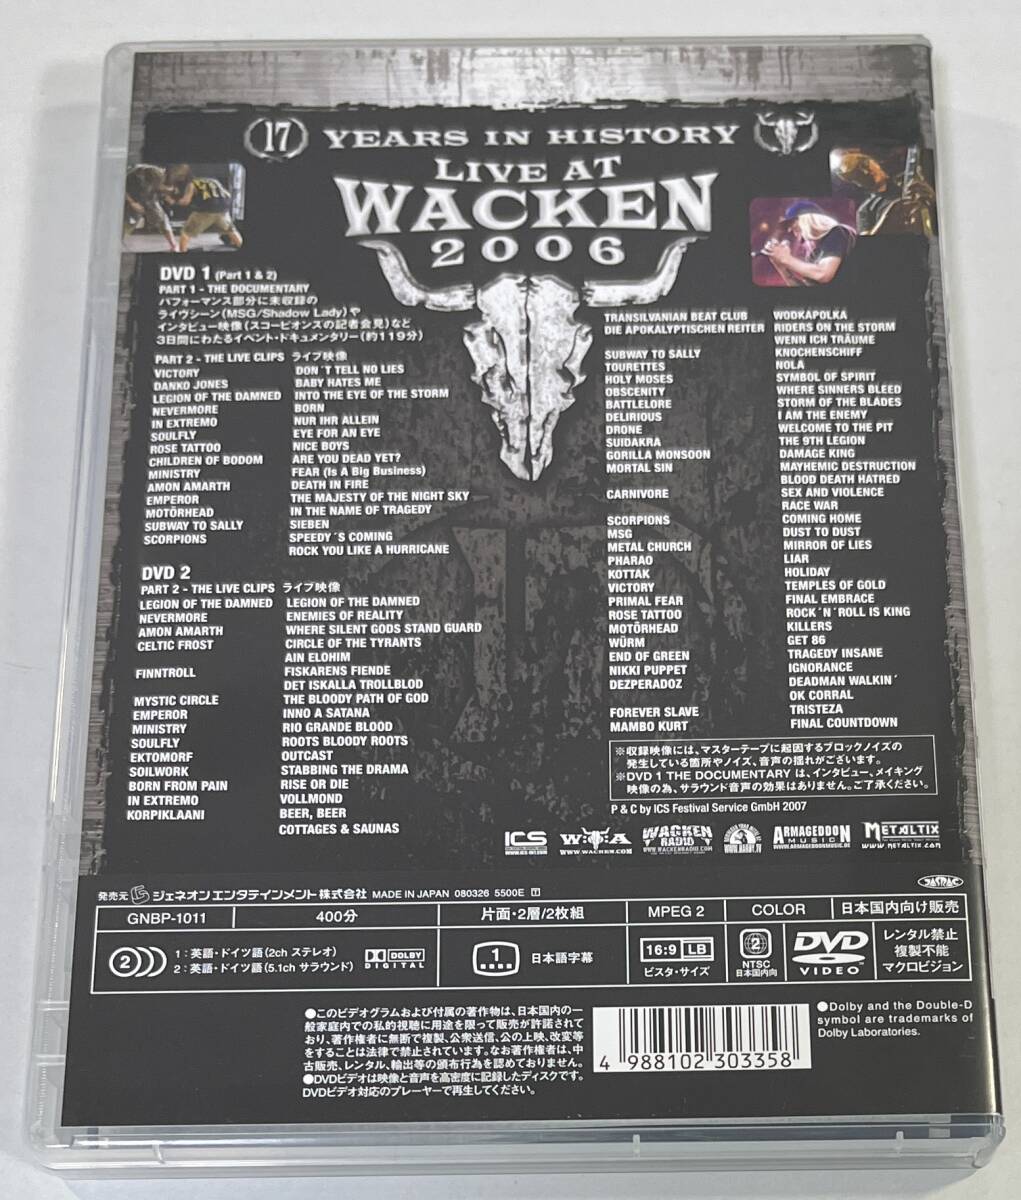 17 YEARS IN HISTORY
LIVE AT
WACKEN
2006
DVD 1 (Part 1 & 2)
PART 1 - THE DOCUMENTARY
パフォーマンス部分に未収録の
ライヴシーン(MSG/Shadow Lady)や
インタビュー映像(スコーピオンスの記者会見)など
3日間にわたるイベント・ドキュメンタリー(約119分)
PART 2 - THE LIVE CLIPS ライブ映像
VICTORY DON´T TELL NO LIES
DANKO JONES BABY HATES ME
LEGION OF THE DAMNED INTO THE EYE OF THE STORM
NEVERMORE BORN
IN EXTREMO NUR IHR ALLEIN
SOULFLY EYE FOR AN EYE
ROSE TATTOO NICE BOYS
CHILDREN OF BODOM ARE YOU DEAD YET?
MINISTRY FEAR (Is A Big Business)
AMON AMARTH DEATH IN FIRE
EMPEROR THE MAJESTY OF THE NIGHT SKY
MOTÖRHEAD IN THE NAME OF TRAGEDY
SUBWAY TO SALLY SIEBEN
SCORPIONS SPEEDY´S COMING
ROCK YOU LIKE A HURRICANE
DVD 2
PART 2 - THE LIVE CLIPS ライブ映像
LEGION OF THE DAMNED LEGION OF THE DAMNED
NEVERMORE ENEMIES OF REALITY
AMON AMARTH WHERE SILENT GODS STAND GUARD
CELTIC FROST CIRCLE OF THE TYRANTS
AIN ELOHIM
FINNTROLL FISKARENS FIENDE
DET ISKALLA TROLLBLOD
MYSTIC CIRCLE THE BLOODY PATH OF GOD
EMPEROR INNO A SATANA
MINISTRY RIO GRANDE BLOOD
SOULFLY ROOTS BLOODY ROOTS
EKTOMORF OUTCAST
SOILWORK STABBING THE DRAMA
BORN FROM PAIN RISE OR DIE
IN EXTREMO VOLLMOND
KORPIKLAANI BEER, BEER
COTTAGES & SAUNAS
TRANSILVANIAN BEAT CLUB WODKAPOLKA
DIE APOKALYPTISCHEN REITER RIDERS ON THE STORM
WENN ICH TRÄUME
SUBWAY TO SALLY KNOCHENSCHIFF
TOURETTES NOLA
HOLY MOSES SYMBOL OF SPIRIT
OBSCENITY WHERE SINNERS BLEED
BATTLELORE STORM OF THE BLADES
DELIRIOUS I AM THE ENEMY
DRONE WELCOME TO THE PIT
SUIDAKRA THE 9TH LEGION
GORILLA MONSOON DAMAGE KING
MORTAL SIN MAYHEMIC DESTRUCTION
BLOOD DEATH HATRED
CARNIVORE SEX AND VIOLENCE
RACE WAR
SCORPIONS COMING HOME
MSG DUST TO DUST
METAL CHURCH MIRROR OF LIES
PHARAO LIAR
KOTTAK HOLIDAY
VICTORY TEMPLES OF GOLD
PRIMAL FEAR FINAL EMBRACE
ROSE TATTOO ROCK´N´ROLL IS KING
MOTÖRHEAD KILLERS
WÜRM GET 86
END OF GREEN TRAGEDY INSANE
NIKKI PUPPET IGNORANCE
DEZPERADOZ DEADMAN WALKIN´
OK CORRAL
FOREVER SLAVE TRISTEZA
MAMBO KURT FINAL COUNTDOWN
※収録映像には、マスターテープに起因するブロックノイズの
発生している箇所やノイズ、音声の揺れがございます。
※DVD 1 THE DOCUMENTARY は、インタビュー、メイキング
映像の為、サラウンド音声の効果はありません。ご了承ください。
P & C by ICS Festival Service GmbH 2007
ICS W:O:A WACKEN RADIO ARMAGEDDON MUSIC METALTIX
WWW.ICS-INT.COM WWW.WACKEN.COM WWW.WACKENRADIO.COM WWW.ARMAGEDDONMUSIC.DE www.metaltix.com
発売元 ジェネオン エンタテインメント株式会社 MADE IN JAPAN 080326 5500E T
JASRAC
GNBP-1011 400分 片面・2層/2枚組 MPEG 2 COLOR 日本国内向け販売
2 1:英語・ドイツ語(2ch ステレオ)
2:英語・ドイツ語(5.1ch サラウンド)
DOLBY
DIGITAL
1 日本語字幕
16:9 LB
ビスタ・サイズ
2
NTSC
日本国内向
DVD
VIDEO
レンタル禁止
複製不能
マクロビジョン
●このビデオグラムおよび付属の著作物は、日本国内の一
般家庭内での私的視聴に用途を限って販売が許諾されて
おり、著作権者に無断で複製、公衆送信、公の上映、改変等
をすることは法律で禁止されています。なお著作権者は、中
古販売、レンタル、輸出等の頒布行為を認めておりません。
●DVDビデオは映像と音声を高密度に記録したディスクです。
DVDビデオ対応のプレーヤーで再生してください。
4 988102 303358
●Dolby and the Double-D
symbol are trademarks of
Dolby Laboratories.